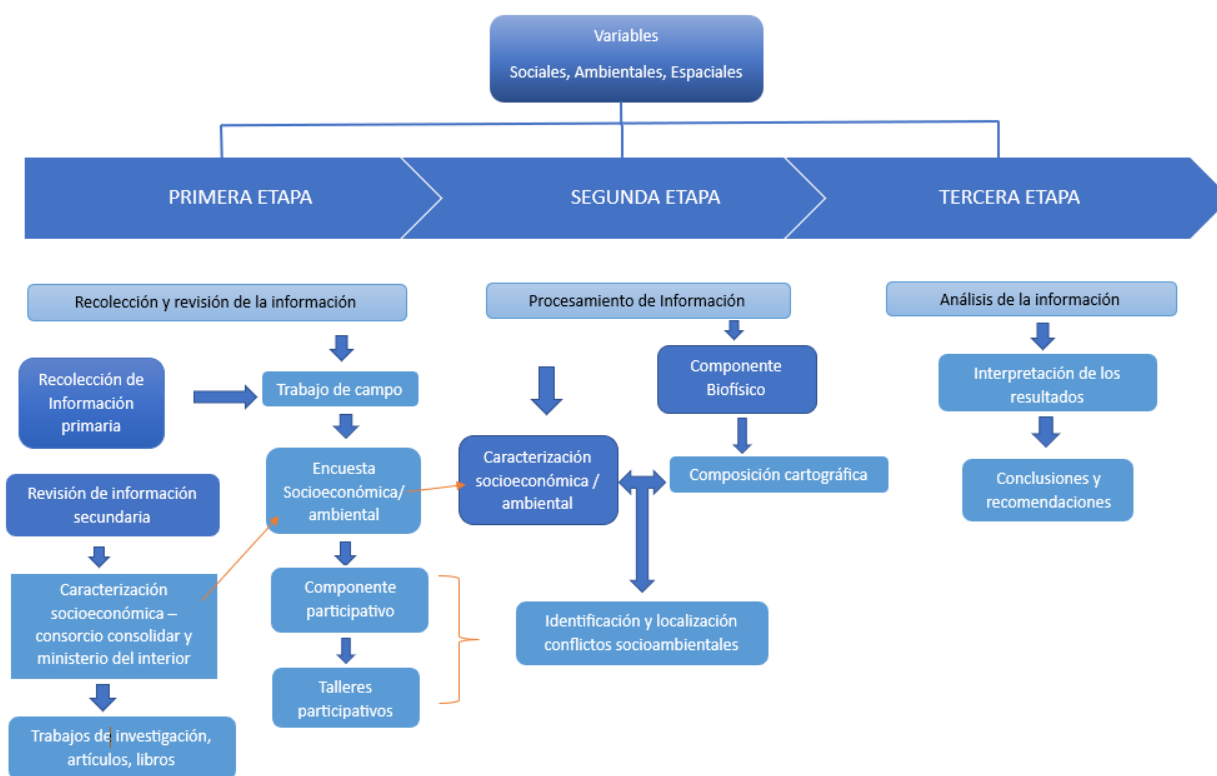 Variables
Sociales, Ambientales, Espaciales
PRIMERA ETAPA
SEGUNDA ETAPA
TERCERA ETAPA
Recolección y revisión de la información
Recolección de
Información
primaria
Trabajo de campo
Revisión de información
secundaria
Encuesta
Socioeconómica/
ambiental
Caracterización
socioeconómica –
consorcio consolidar y
ministerio del interior
Componente
participativo
Talleres
participativos
Trabajos de investigación,
artículos, libros
Procesamiento de Información
Componente
Biofísico
Caracterización
socioeconómica /
ambiental
Composición cartográfica
Identificación y localización
conflictos socioambientales
Análisis de la información
Interpretación de los
resultados
Conclusiones y
recomendaciones